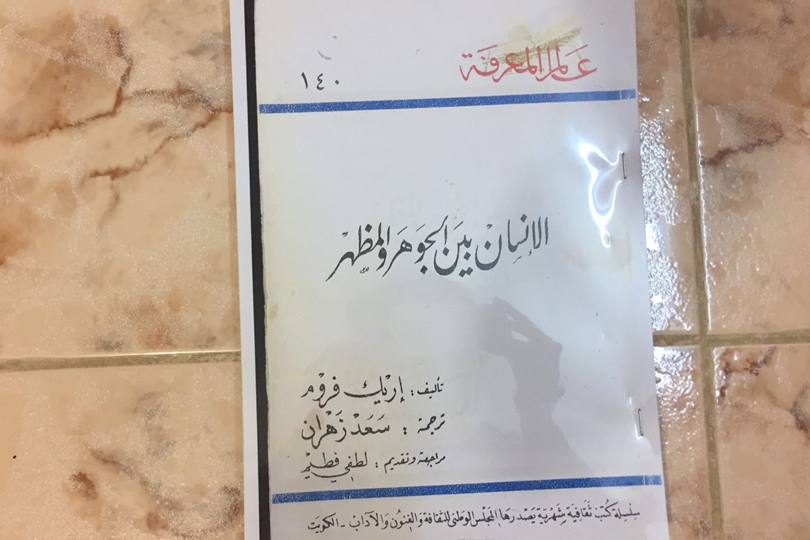 عالم المعرفة
١٤٠
الإنسان بين الجوهر والمظهر
تأليف: إريك فروم
ترجمة: سعد زهران
مراجعة وتقديم: لطفي فطيم
سلسلة كتب ثقافية شهرية يصدرها المجلس الوطني للثقافة والفنون والآداب - الكويت